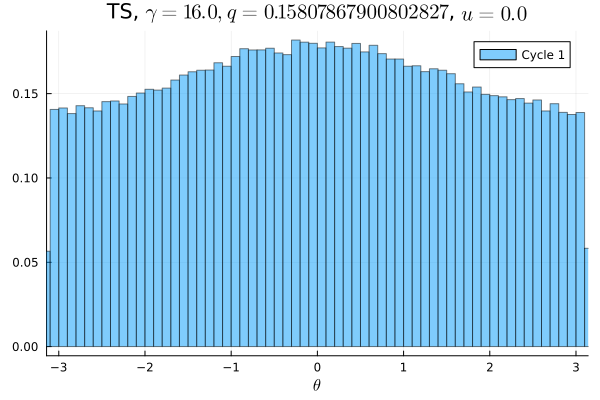 TS, γ = 16.0, q = 0.15807867900802827, u = 0.0
Cycle 1
0.15
0.10
0.05
0.00
−3 −2 −1 0 1 2 3
θ